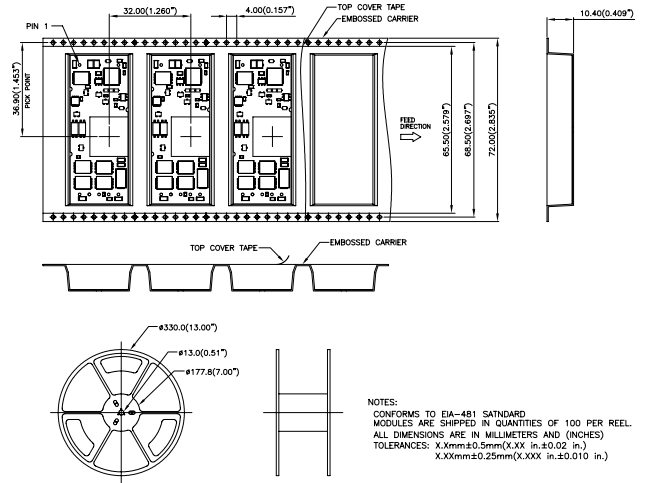 32.00(1.260")
4.00(0.157")
TOP COVER TAPE
EMBOSSED CARRIER
10.40(0.409")
PIN 1
36.90(1.453")
PICK POINT
FEED
DIRECTION
65.50(2.579")
68.50(2.697")
72.00(2.835")
TOP COVER TAPE
EMBOSSED CARRIER
ø330.0(13.00")
ø13.0(0.51")
ø177.8(7.00")
NOTES:
CONFORMS TO EIA-481 SATNDARD
MODULES ARE SHIPPED IN QUANTITIES OF 100 PER REEL.
ALL DIMENSIONS ARE IN MILLIMETERS AND (INCHES)
TOLERANCES: X.Xmm±0.5mm(X.XX in.±0.02 in.)
X.XXmm±0.25mm(X.XXX in.±0.010 in.)